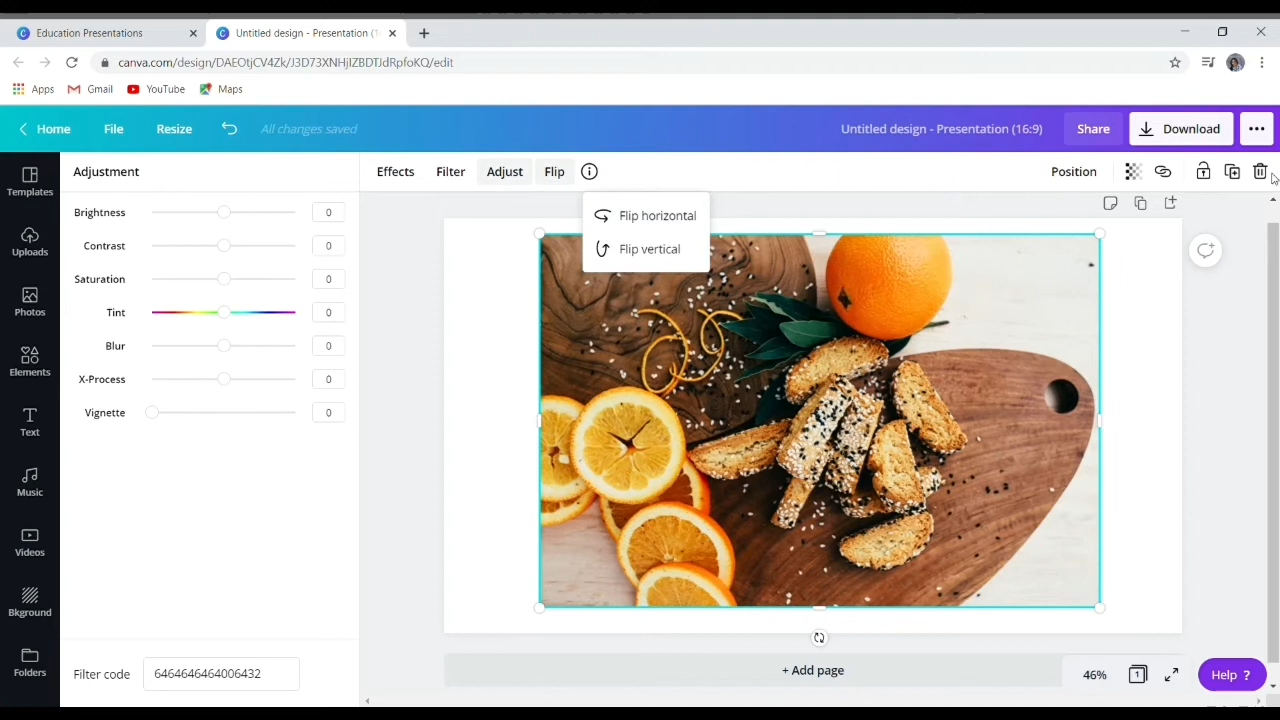 Education Presentations
Untitled design - Presentation (1
canva.com/design/DAEOtjCV4Zk/J3D73XNHjIZBDTJdRpfoKQ/edit
Apps Gmail YouTube Maps
Home File Resize All changes saved Untitled design - Presentation (16:9) Share Download
Templates
Uploads
Photos
Elements
Text
Music
Videos
Bkground
Folders
Adjustment
Brightness 0
Contrast 0
Saturation 0
Tint 0
Blur 0
X-Process 0
Vignette 0
Filter code 6464646464006432
Effects Filter Adjust Flip Position
Flip horizontal
Flip vertical
+ Add page
46% 1 Help ?